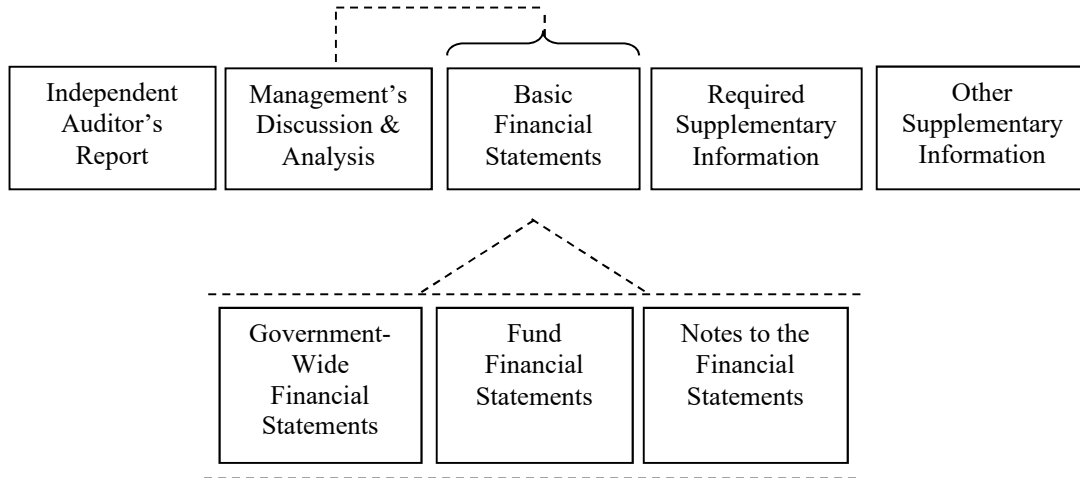 Independent
Auditor’s
Report
Management’s
Discussion &
Analysis
Basic
Financial
Statements
Required
Supplementary
Information
Other
Supplementary
Information
Government-
Wide
Financial
Statements
Fund
Financial
Statements
Notes to the
Financial
Statements